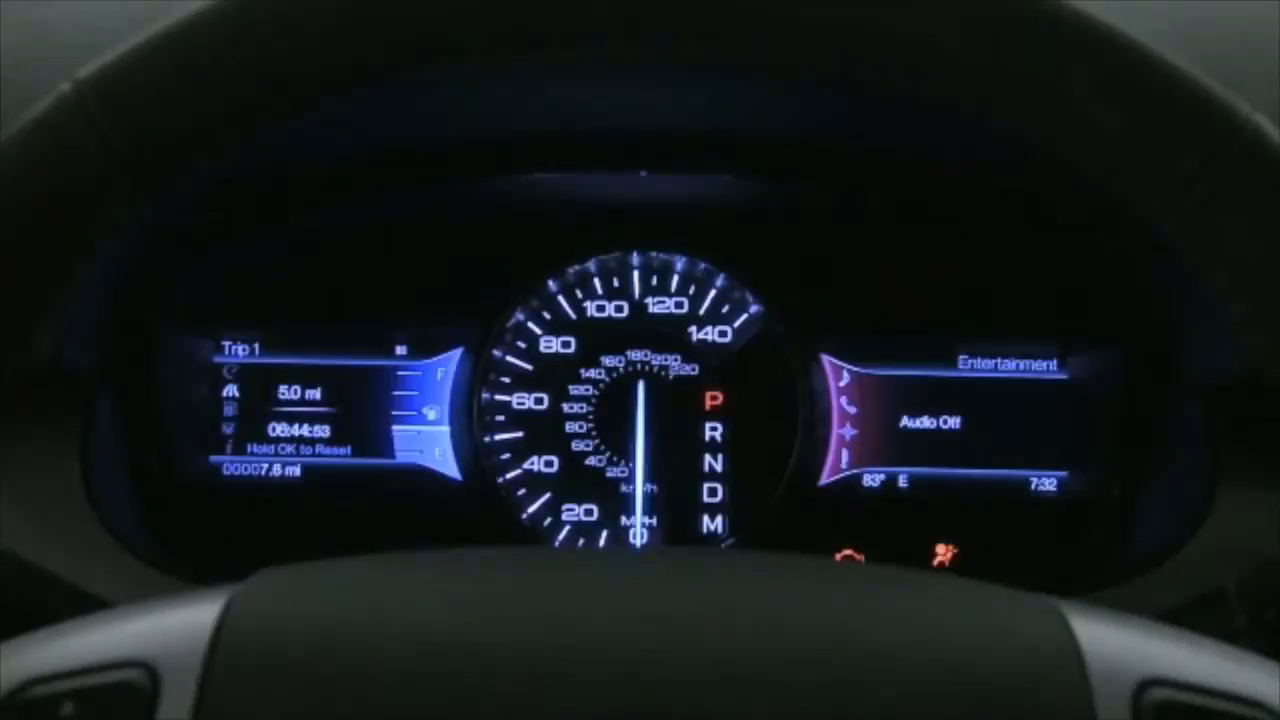 Trip 1
F
5.0 mi
06:44:53
Hold OK to Reset
E
00007.6 mi
0
20
40
60
80
100
120
140
MPH
km/h
20
40
60
80
100
120
140
160
180
200
220
P
R
N
D
M
Entertainment
Audio Off
83° E
7:32